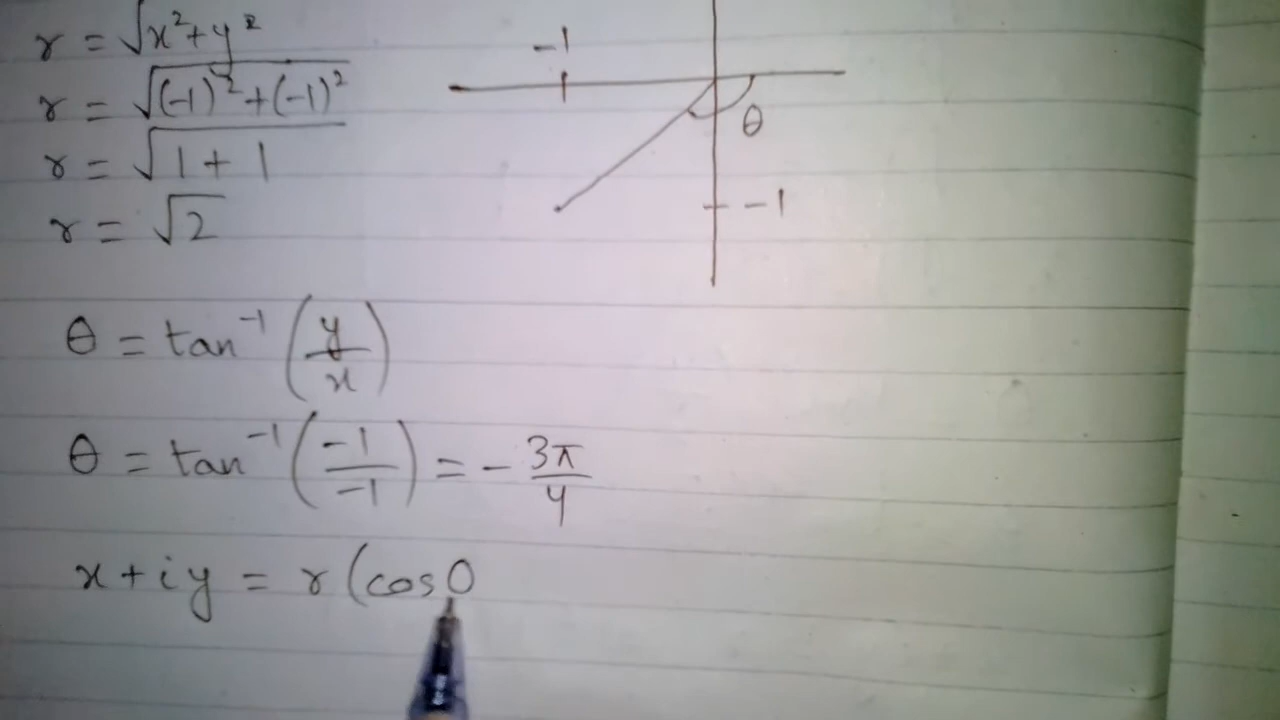 r = √x²+y²
r = √(-1)²+(-1)²
r = √1+1
r = √2
-1
θ
-1
θ = tan⁻¹(y/x)
θ = tan⁻¹(-1/-1) = -3π/4
x+iy = r(cos0